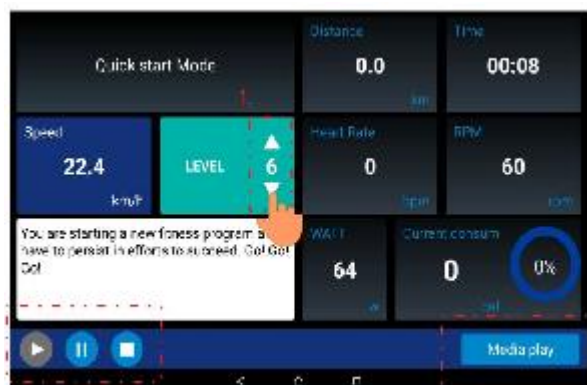 Quick start Mode
Distance
0.0
km
Time
00:08
1.
Speed
22.4
km/h
LEVEL
6
Heart Rate
0
bpm
RPM
60
rpm
You are starting a new fitness program a
have to persist in efforts to succeed. Go! Go!
Go!
WATT
64
w
Current consum
0
cal
0%
Media play